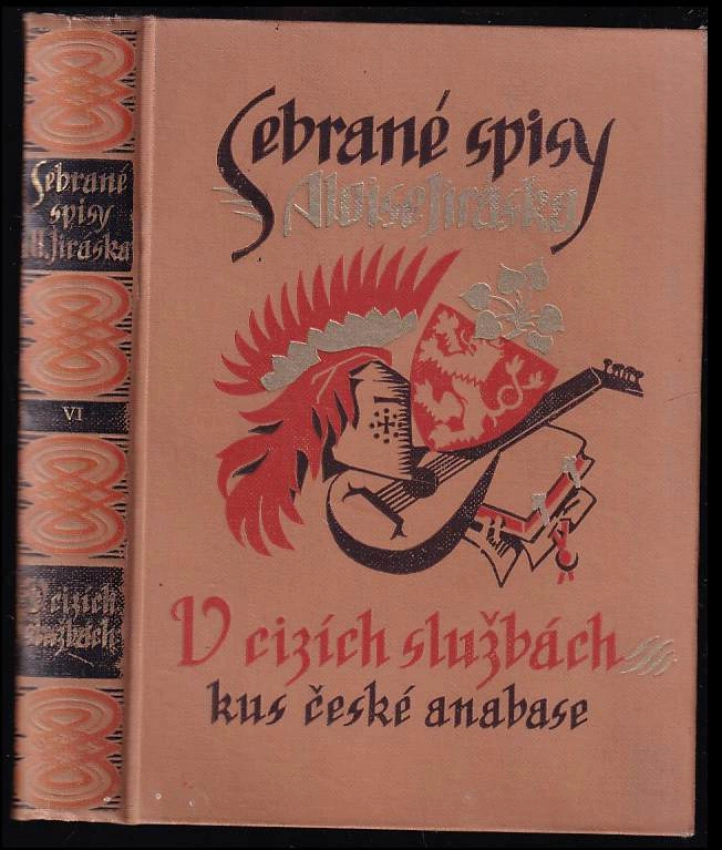 Sebrané
spisy
Al. Jiráska
VI
V cizích
službách
Sebrané spisy
Aloise Jiráska
V cizích službách
kus české anabase